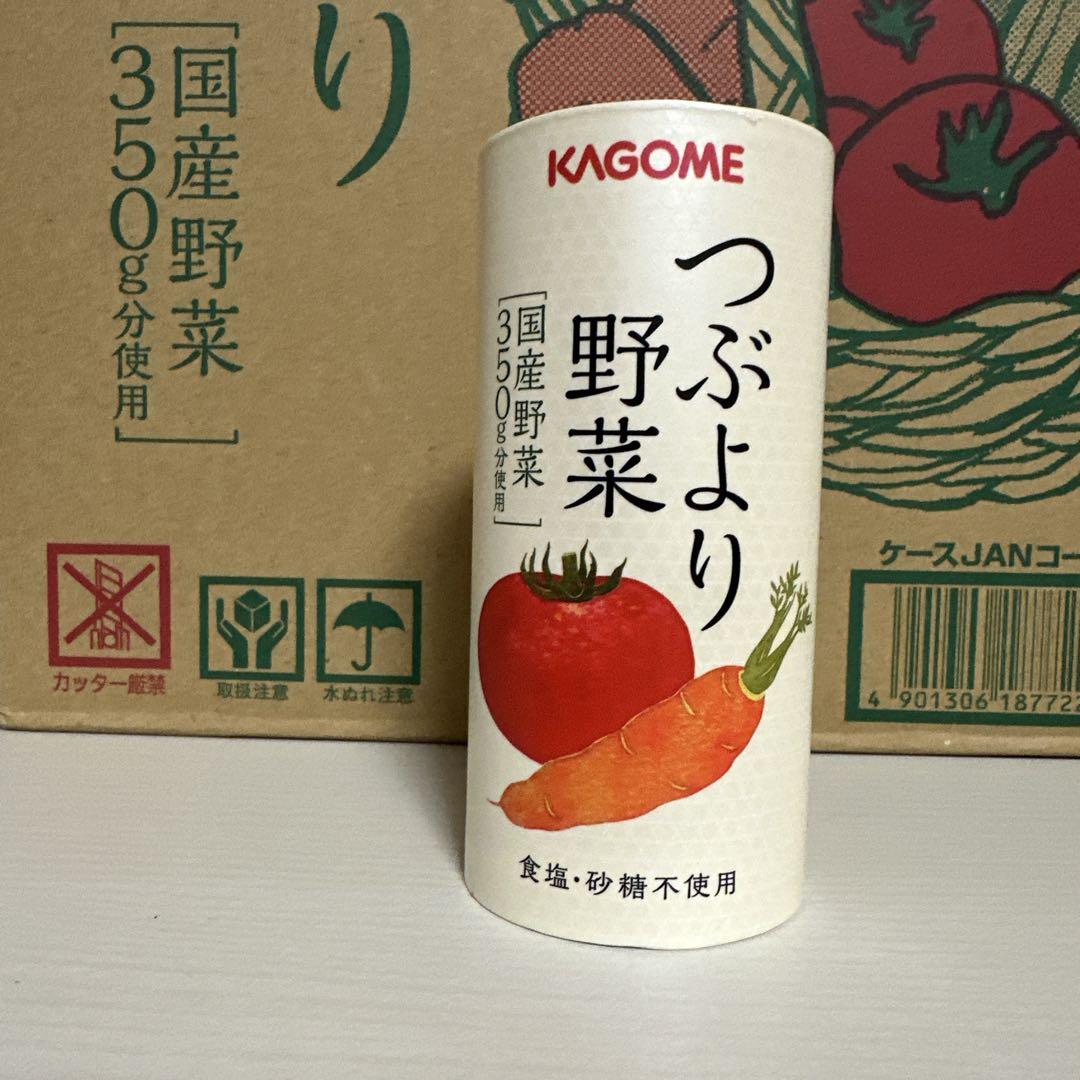 り
[国産野菜
350g分使用]
カッター厳禁
取扱注意
水ぬれ注意
KAGOME
つぶより
野菜
[国産野菜
350g分使用]
食塩・砂糖不使用
ケースJANコー
4 901306 187722